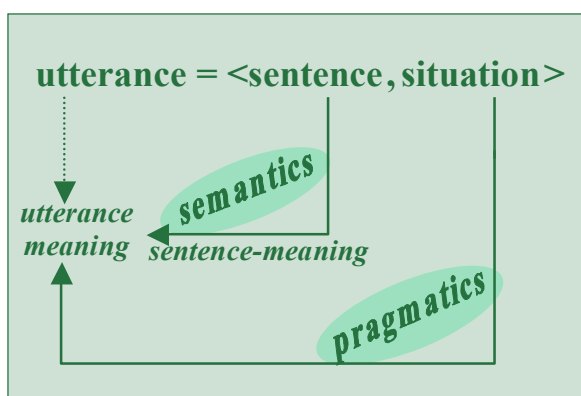 utterance = <sentence, situation>
semantics
utterance
meaning
sentence-meaning
pragmatics